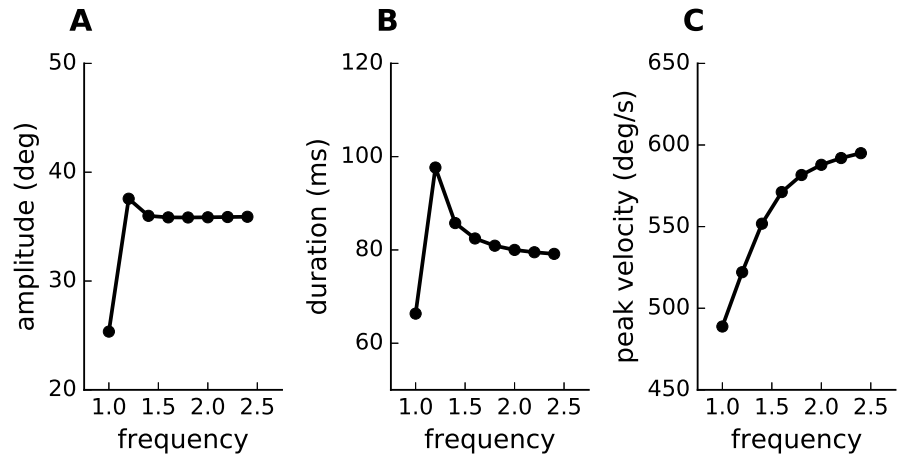 A
50
40
30
20
amplitude (deg)
1.0 1.5 2.0 2.5
frequency
B
120
100
80
60
duration (ms)
1.0 1.5 2.0 2.5
frequency
C
650
600
550
500
450
peak velocity (deg/s)
1.0 1.5 2.0 2.5
frequency